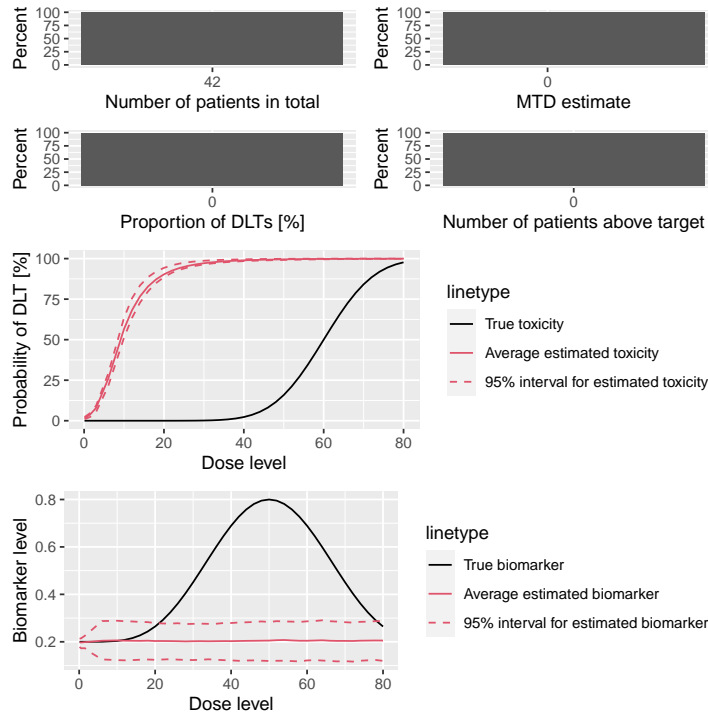 Percent
100
75
50
25
0
42
Number of patients in total
Percent
100
75
50
25
0
0
MTD estimate
Percent
100
75
50
25
0
0
Proportion of DLTs [%]
Percent
100
75
50
25
0
0
Number of patients above target
Probability of DLT [%]
100
75
50
25
0
0 20 40 60 80
Dose level
linetype
True toxicity
Average estimated toxicity
95% interval for estimated toxicity
Biomarker level
0.8
0.6
0.4
0.2
0 20 40 60 80
Dose level
linetype
True biomarker
Average estimated biomarker
95% interval for estimated biomarker